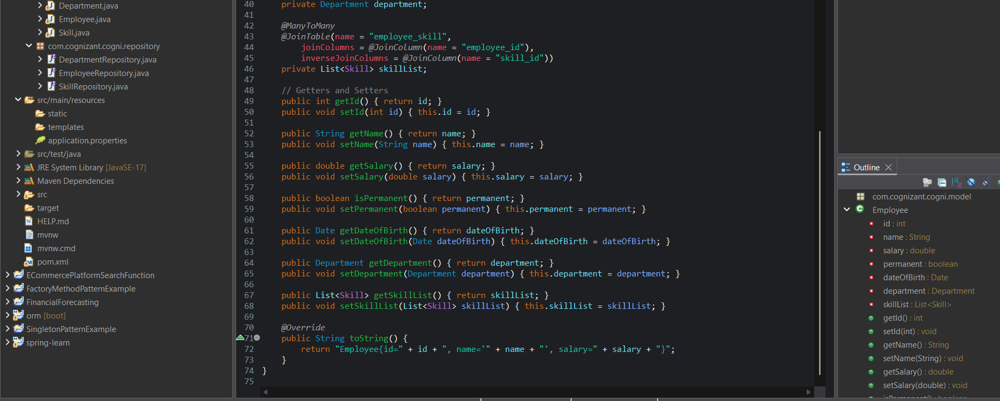 Department.java
Employee.java
Skill.java
com.cognizant.cogni.repository
DepartmentRepository.java
EmployeeRepository.java
SkillRepository.java
src/main/resources
static
templates
application.properties
src/test/java
JRE System Library [JavaSE-17]
Maven Dependencies
src
target
HELP.md
mvnw
mvnw.cmd
pom.xml
ECommercePlatformSearchFunction
FactoryMethodPatternExample
FinancialForecasting
orm [boot]
SingletonPatternExample
spring-learn
40 private Department department;
41
42 @ManyToMany
43 @JoinTable(name = "employee_skill",
44 joinColumns = @JoinColumn(name = "employee_id"),
45 inverseJoinColumns = @JoinColumn(name = "skill_id"))
46 private List<Skill> skillList;
47
48 // Getters and Setters
49 public int getId() { return id; }
50 public void setId(int id) { this.id = id; }
51
52 public String getName() { return name; }
53 public void setName(String name) { this.name = name; }
54
55 public double getSalary() { return salary; }
56 public void setSalary(double salary) { this.salary = salary; }
57
58 public boolean isPermanent() { return permanent; }
59 public void setPermanent(boolean permanent) { this.permanent = permanent; }
60
61 public Date getDateOfBirth() { return dateOfBirth; }
62 public void setDateOfBirth(Date dateOfBirth) { this.dateOfBirth = dateOfBirth; }
63
64 public Department getDepartment() { return department; }
65 public void setDepartment(Department department) { this.department = department; }
66
67 public List<Skill> getSkillList() { return skillList; }
68 public void setSkillList(List<Skill> skillList) { this.skillList = skillList; }
69
70 @Override
71 public String toString() {
72 return "Employee{id=" + id + ", name='" + name + "', salary=" + salary + "}";
73 }
74 }
75
Outline
com.cognizant.cogni.model
Employee
id : int
name : String
salary : double
permanent : boolean
dateOfBirth : Date
department : Department
skillList : List<Skill>
getId() : int
setId(int) : void
getName() : String
setName(String) : void
getSalary() : double
setSalary(double) : void
isPermanent() : boolean